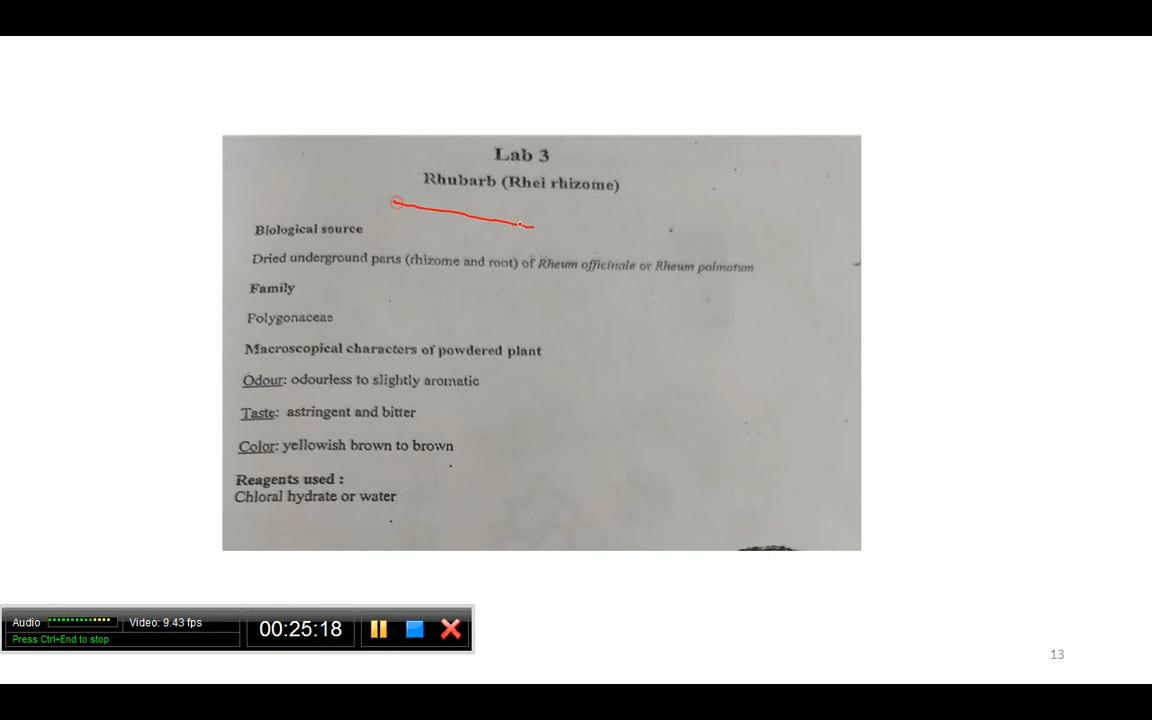 Lab 3
Rhubarb (Rhei rhizome)
Biological source
Dried underground parts (rhizome and root) of Rheum officinale or Rheum palmatum
Family
Polygonaceae
Macroscopical characters of powdered plant
Odour: odourless to slightly aromatic
Taste: astringent and bitter
Color: yellowish brown to brown
Reagents used :
Chloral hydrate or water
Audio
Video: 9.43 fps
00:25:18
Press Ctrl+End to stop
13